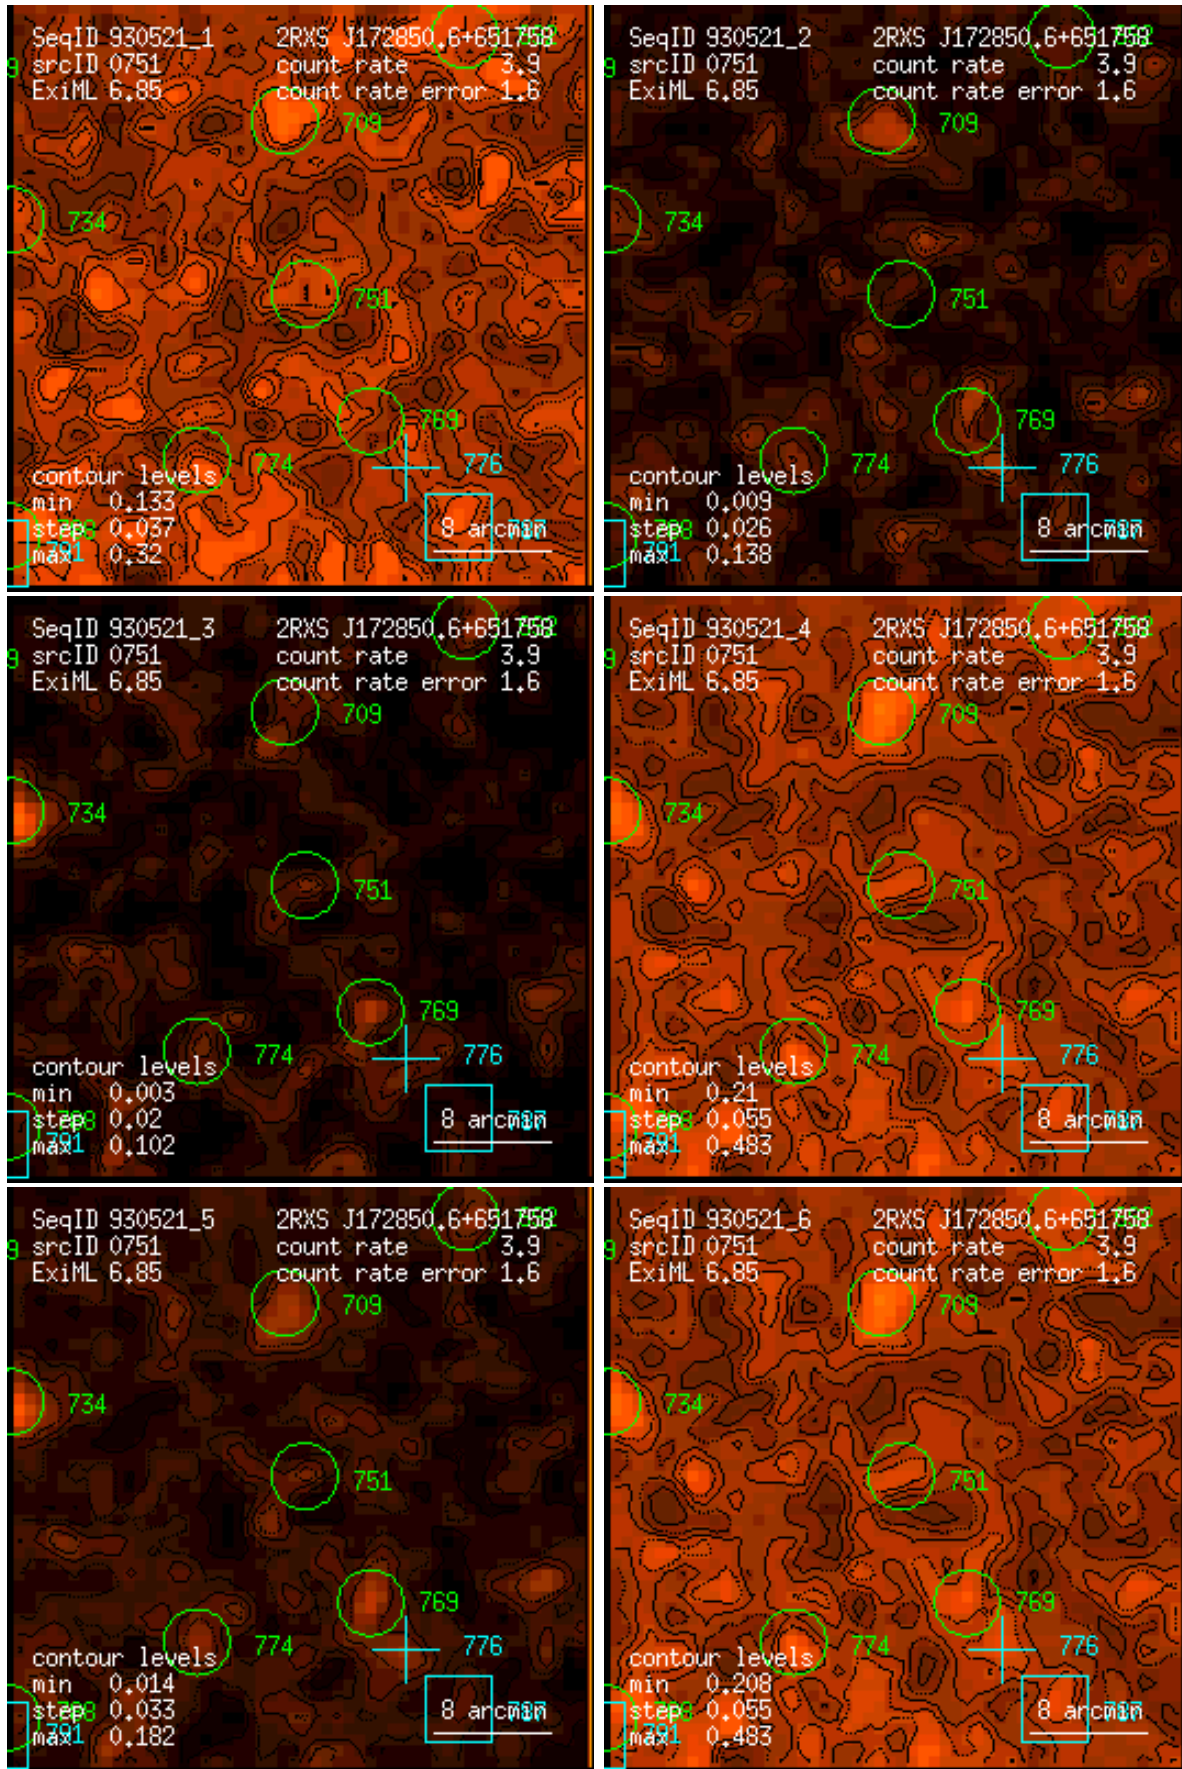 SeqID 930521_1 2RXS J172850.6+651758
srcID 0751 count rate 3.9
ExiML 6.85 count rate error 1.6
9
709
734
751
769
774
776
contour levels
min 0.133
step 0.037
max 0.32
791
8 arcmin
SeqID 930521_2 2RXS J172850.6+651758
srcID 0751 count rate 3.9
ExiML 6.85 count rate error 1.6
9
709
734
751
769
774
776
contour levels
min 0.009
step 0.026
max 0.138
791
8 arcmin
SeqID 930521_3 2RXS J172850.6+651758
srcID 0751 count rate 3.9
ExiML 6.85 count rate error 1.6
9
709
734
751
769
774
776
contour levels
min 0.003
step 0.02
max 0.102
791
8 arcmin
SeqID 930521_4 2RXS J172850.6+651758
srcID 0751 count rate 3.9
ExiML 6.85 count rate error 1.6
9
709
734
751
769
774
776
contour levels
min 0.21
step 0.055
max 0.483
791
8 arcmin
SeqID 930521_5 2RXS J172850.6+651758
srcID 0751 count rate 3.9
ExiML 6.85 count rate error 1.6
9
709
734
751
769
774
776
contour levels
min 0.014
step 0.033
max 0.182
791
8 arcmin
SeqID 930521_6 2RXS J172850.6+651758
srcID 0751 count rate 3.9
ExiML 6.85 count rate error 1.6
9
709
734
751
769
774
776
contour levels
min 0.208
step 0.055
max 0.483
791
8 arcmin